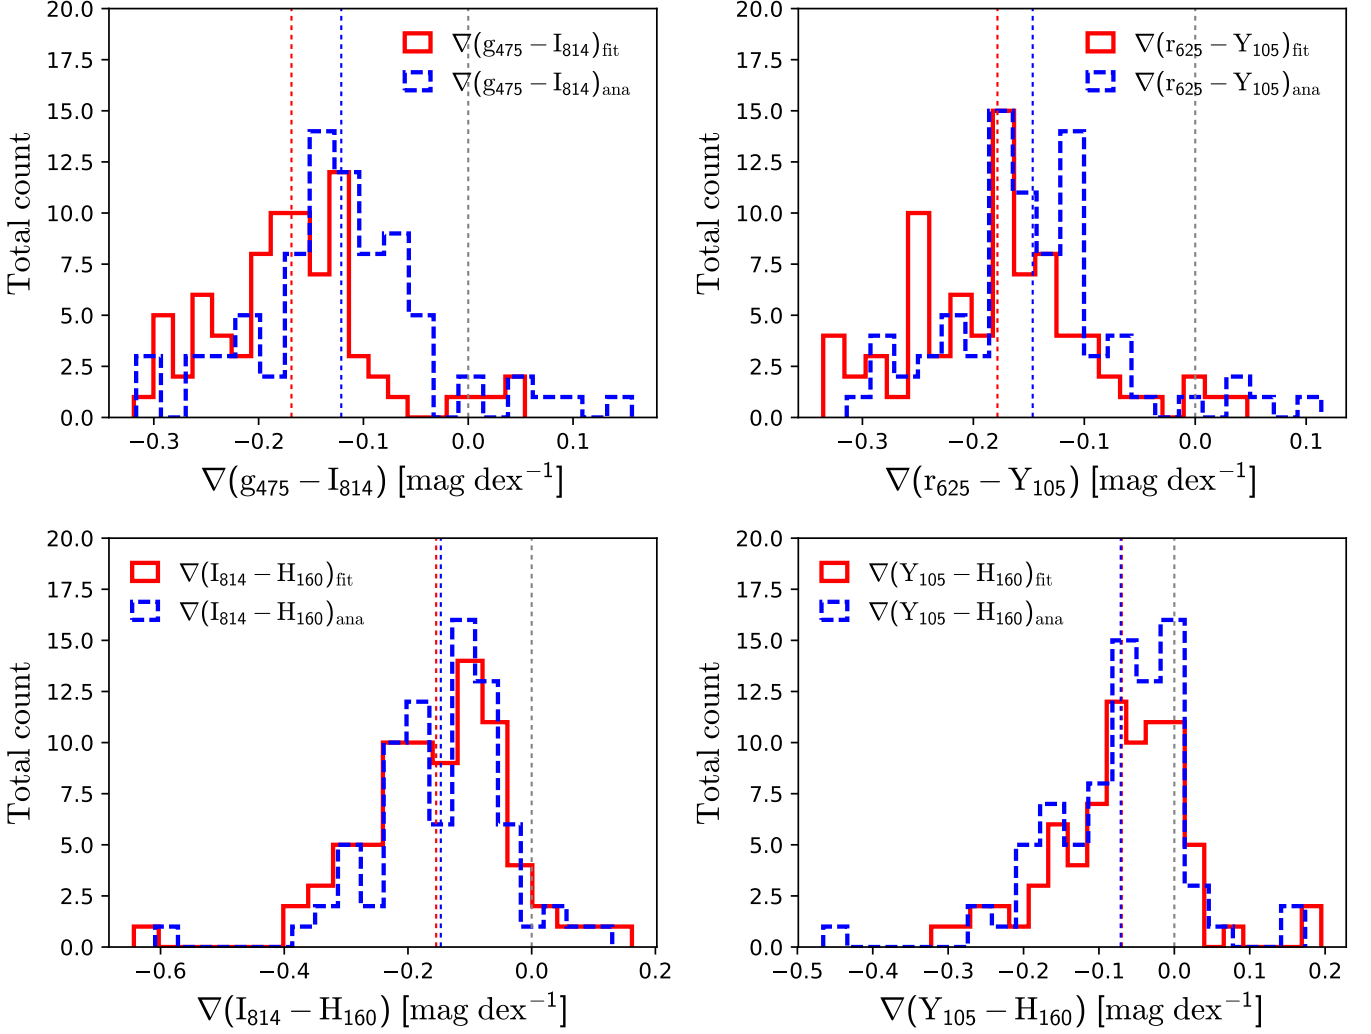 20.0
17.5
15.0
12.5
10.0
7.5
5.0
2.5
0.0
Total count
∇(g475 − I814)fit
∇(g475 − I814)ana
−0.3 −0.2 −0.1 0.0 0.1
∇(g475 − I814) [mag dex−1]
20.0
17.5
15.0
12.5
10.0
7.5
5.0
2.5
0.0
Total count
∇(r625 − Y105)fit
∇(r625 − Y105)ana
−0.3 −0.2 −0.1 0.0 0.1
∇(r625 − Y105) [mag dex−1]
20.0
17.5
15.0
12.5
10.0
7.5
5.0
2.5
0.0
Total count
∇(I814 − H160)fit
∇(I814 − H160)ana
−0.6 −0.4 −0.2 0.0 0.2
∇(I814 − H160) [mag dex−1]
20.0
17.5
15.0
12.5
10.0
7.5
5.0
2.5
0.0
Total count
∇(Y105 − H160)fit
∇(Y105 − H160)ana
−0.5 −0.4 −0.3 −0.2 −0.1 0.0 0.1 0.2
∇(Y105 − H160) [mag dex−1]